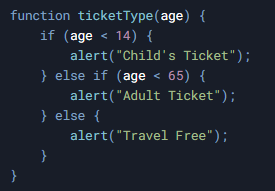 function ticketType(age) {
    if (age < 14) {
        alert("Child's Ticket");
    } else if (age < 65) {
        alert("Adult Ticket");
    } else {
        alert("Travel Free");
    }
}